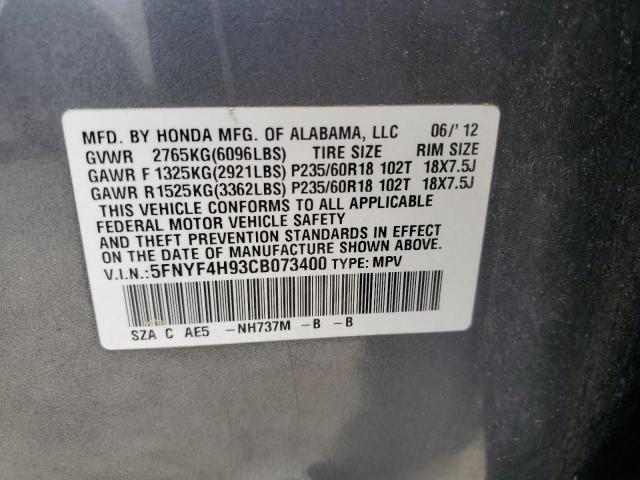 MFD. BY HONDA MFG. OF ALABAMA, LLC 06/'12
GVWR 2765KG(6096LBS) TIRE SIZE RIM SIZE
GAWR F 1325KG(2921LBS) P235/60R18 102T 18X7.5J
GAWR R 1525KG(3362LBS) P235/60R18 102T 18X7.5J
THIS VEHICLE CONFORMS TO ALL APPLICABLE
FEDERAL MOTOR VEHICLE SAFETY
AND THEFT PREVENTION STANDARDS IN EFFECT
ON THE DATE OF MANUFACTURE SHOWN ABOVE.
V.I.N.:5FNYF4H93CB073400 TYPE: MPV
SZA C AE5 -NH737M -B -B